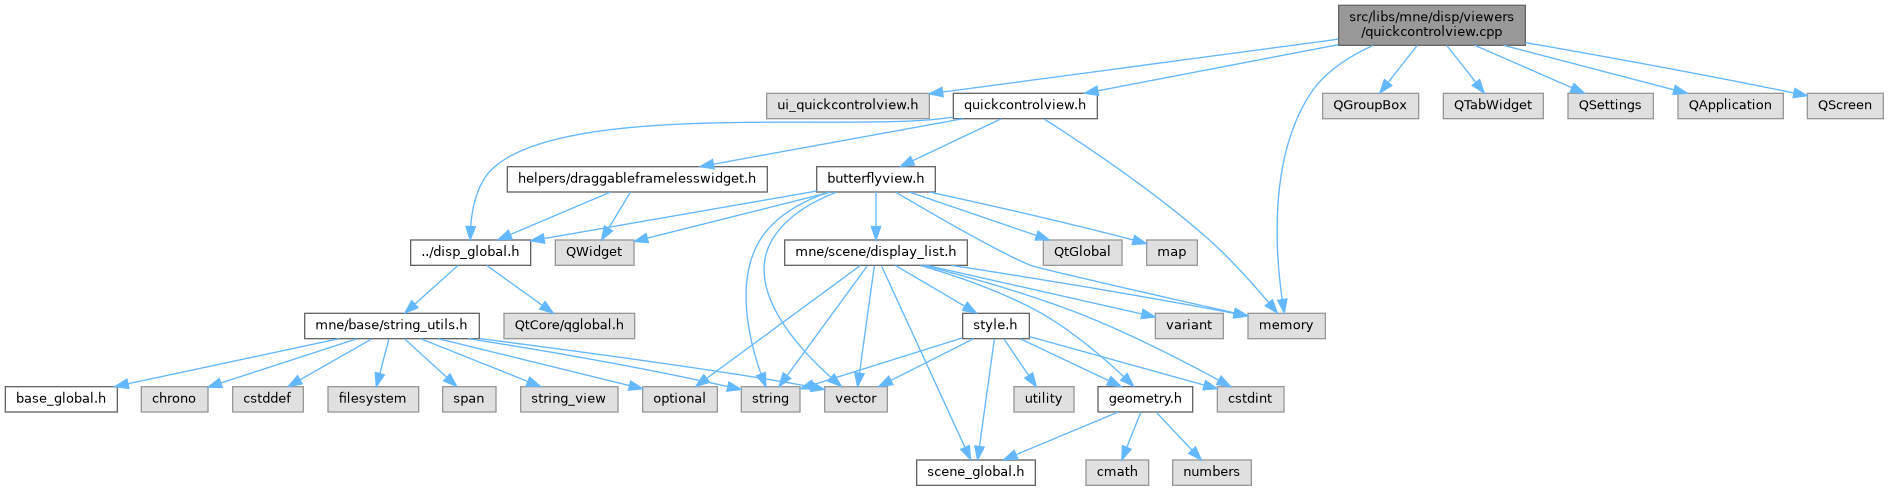 src/libs/mne/disp/viewers
/quickcontrolview.cpp
ui_quickcontrolview.h
quickcontrolview.h
QGroupBox
QTabWidget
QSettings
QApplication
QScreen
helpers/draggableframelesswidget.h
butterflyview.h
../disp_global.h
QWidget
mne/scene/display_list.h
QtGlobal
map
mne/base/string_utils.h
QtCore/qglobal.h
style.h
variant
memory
base_global.h
chrono
cstddef
filesystem
span
string_view
optional
string
vector
utility
geometry.h
cstdint
scene_global.h
cmath
numbers